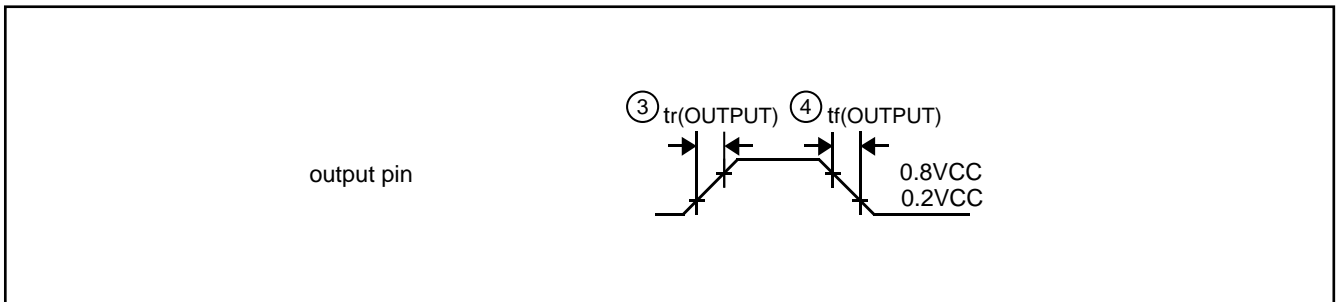 ③ tr(OUTPUT) ④ tf(OUTPUT)
output pin
0.8VCC
0.2VCC